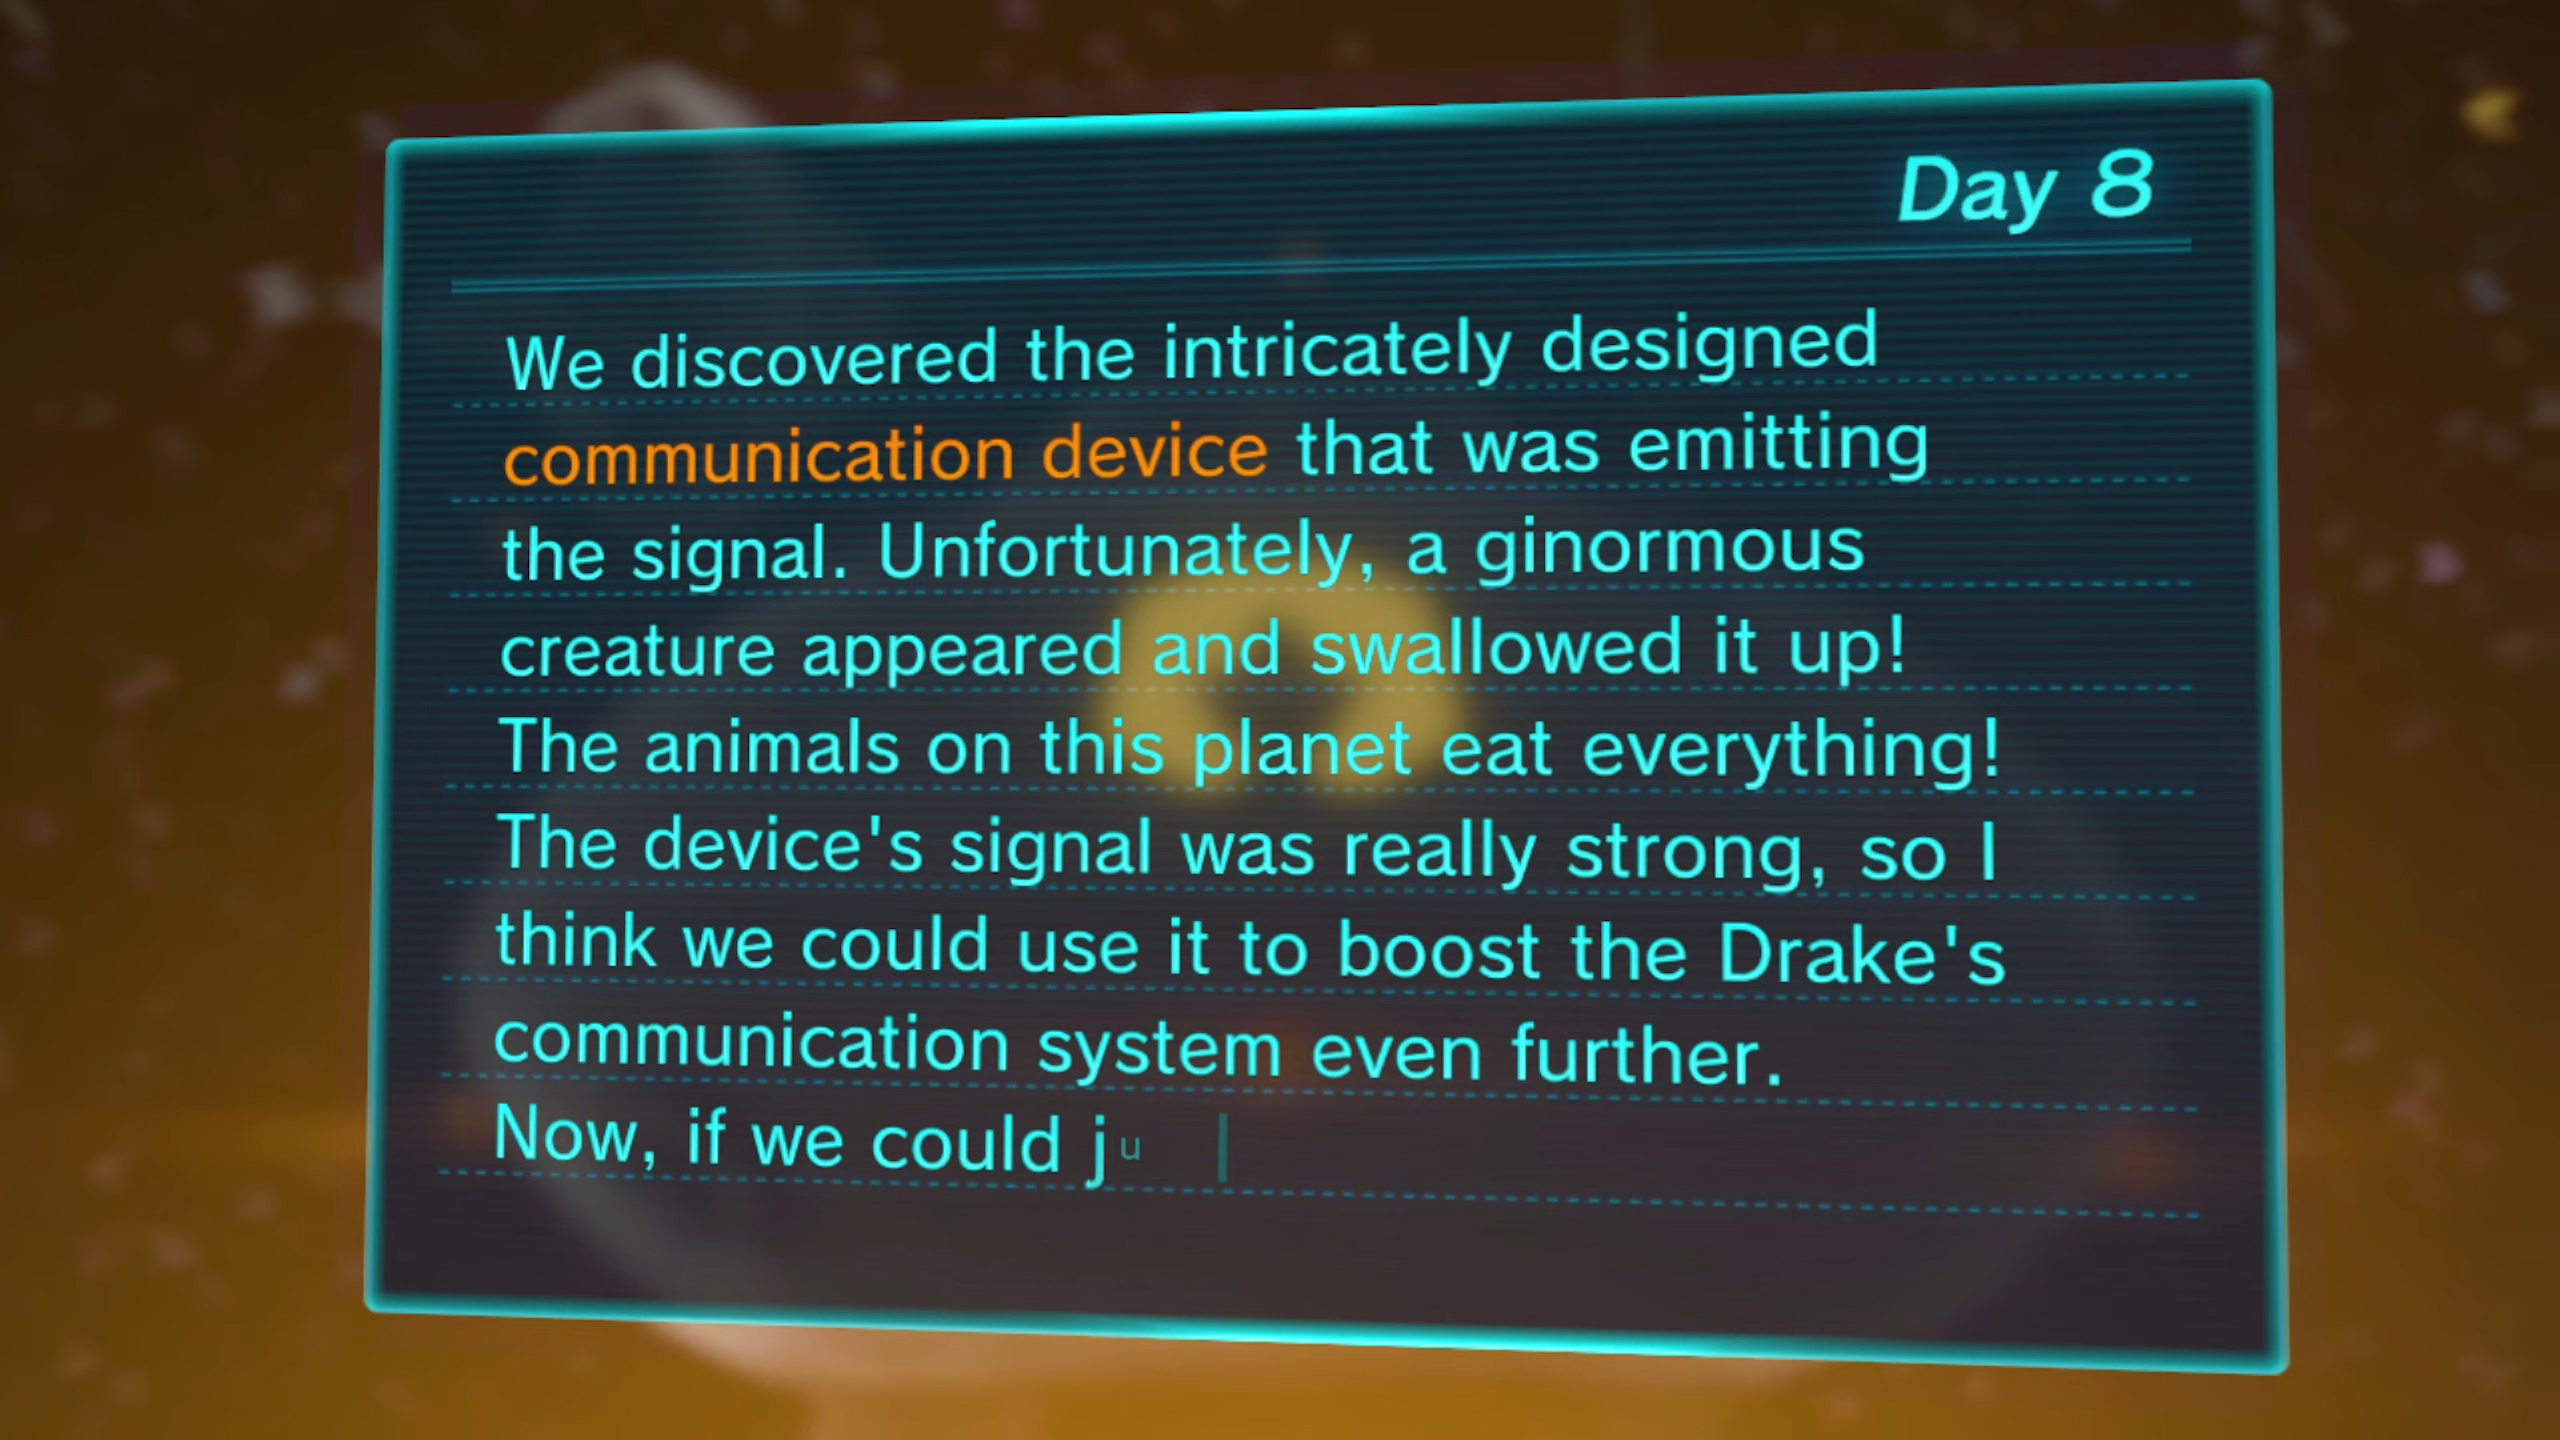 Day 8
We discovered the intricately designed
communication device that was emitting
the signal. Unfortunately, a ginormous
creature appeared and swallowed it up!
The animals on this planet eat everything!
The device's signal was really strong, so I
think we could use it to boost the Drake's
communication system even further.
Now, if we could ju